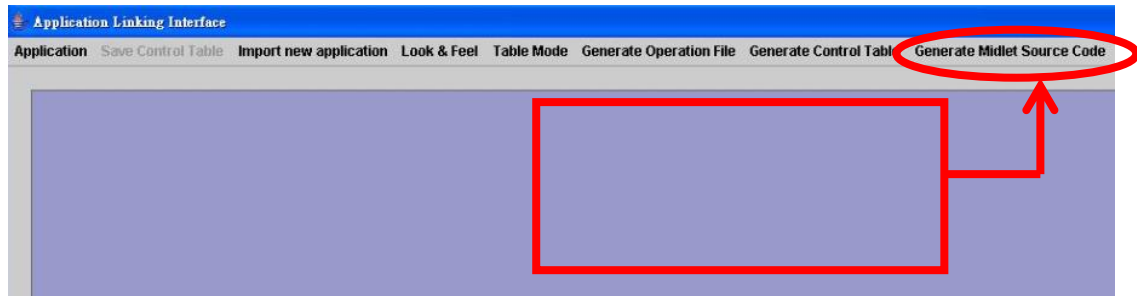 Application Linking Interface
Application Save Control Table Import new application Look & Feel Table Mode Generate Operation File Generate Control Table Generate Midlet Source Code